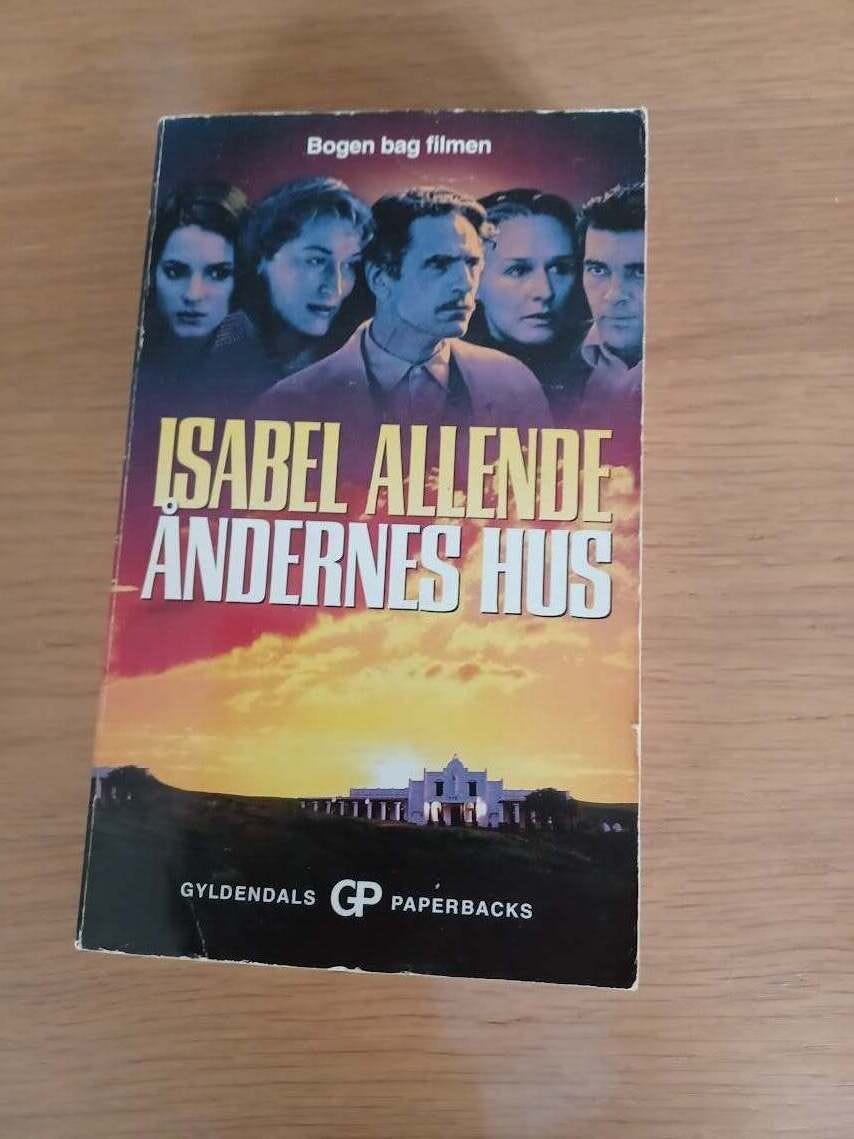 Bogen bag filmen
ISABEL ALLENDE
ÅNDERNES HUS
GYLDENDALS GP PAPERBACKS